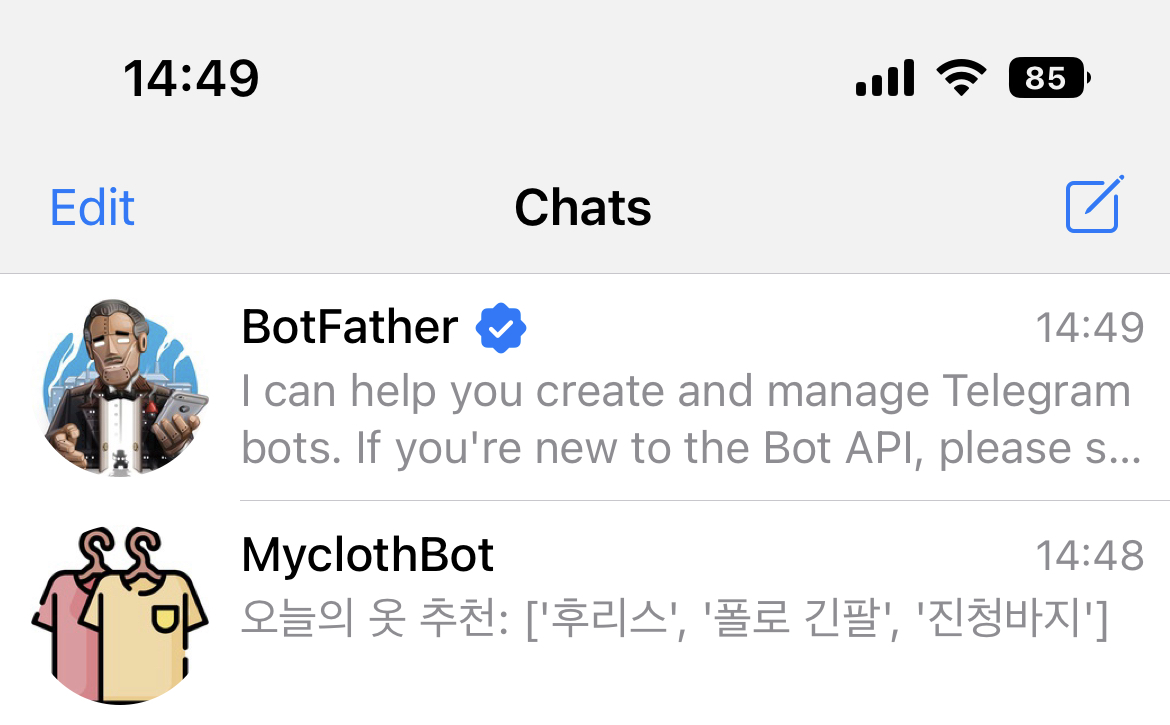 14:49
85
Edit
Chats
BotFather
14:49
I can help you create and manage Telegram
bots. If you're new to the Bot API, please s...
MyclothBot
14:48
오늘의 옷 추천: ['후리스', '폴로 긴팔', '진청바지']